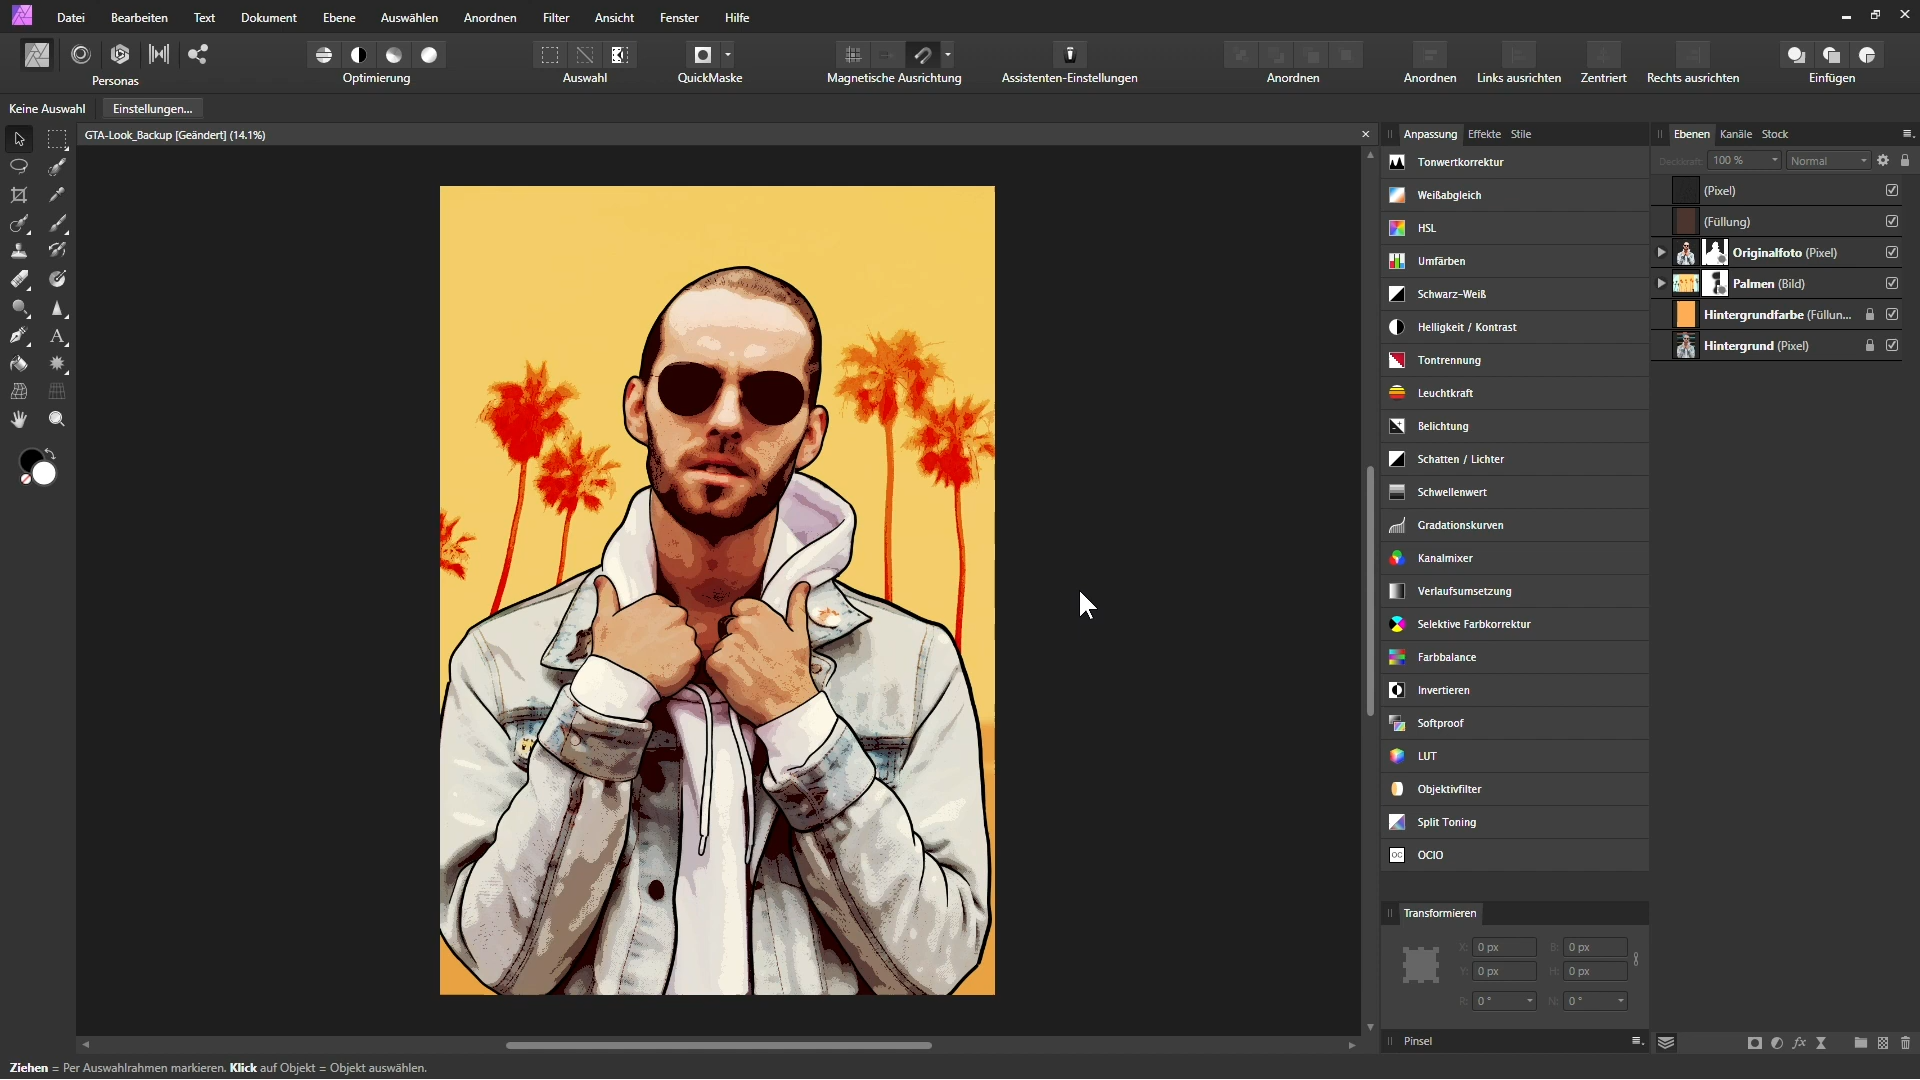 Datei Bearbeiten Text Dokument Ebene Auswählen Anordnen Filter Ansicht Fenster Hilfe
Personas Optimierung Auswahl QuickMaske Magnetische Ausrichtung Assistenten-Einstellungen Anordnen Anordnen Links ausrichten Zentriert Rechts ausrichten Einfügen
Keine Auswahl Einstellungen...
GTA-Look_Backup [Geändert] (14.1%)
Anpassung Effekte Stile
Tonwertkorrektur
Weißabgleich
HSL
Umfärben
Schwarz-Weiß
Helligkeit / Kontrast
Tontrennung
Leuchtkraft
Belichtung
Schatten / Lichter
Schwellenwert
Gradationskurven
Kanalmixer
Verlaufsumsetzung
Selektive Farbkorrektur
Farbbalance
Invertieren
Softproof
LUT
Objektivfilter
Split Toning
OCIO
Transformieren
X: 0 px B: 0 px
Y: 0 px H: 0 px
R: 0 ° N: 0 °
Pinsel
Ebenen Kanäle Stock
Deckkraft: 100 % Normal
(Pixel)
(Füllung)
Originalfoto (Pixel)
Palmen (Bild)
Hintergrundfarbe (Füllun...
Hintergrund (Pixel)
Ziehen = Per Auswahlrahmen markieren. Klick auf Objekt = Objekt auswählen.